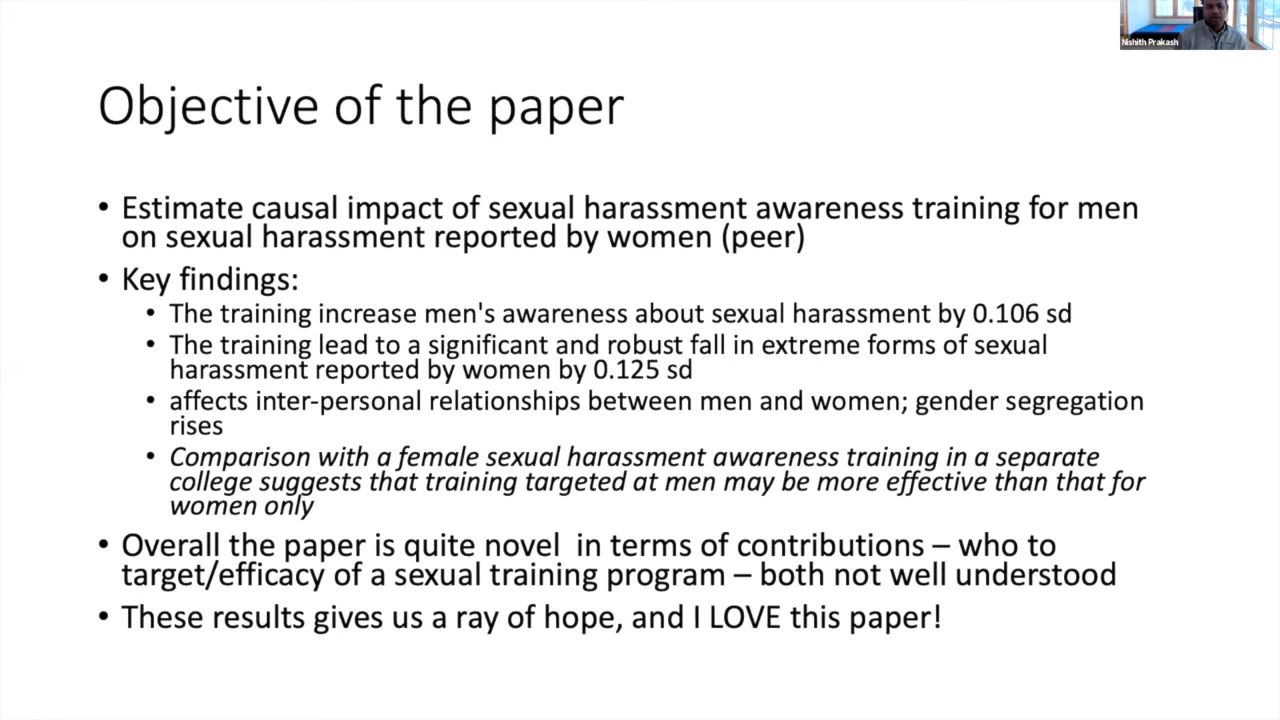 Nishith Prakash
Objective of the paper
• Estimate causal impact of sexual harassment awareness training for men
on sexual harassment reported by women (peer)
• Key findings:
• The training increase men's awareness about sexual harassment by 0.106 sd
• The training lead to a significant and robust fall in extreme forms of sexual
harassment reported by women by 0.125 sd
• affects inter-personal relationships between men and women; gender segregation
rises
• Comparison with a female sexual harassment awareness training in a separate
college suggests that training targeted at men may be more effective than that for
women only
• Overall the paper is quite novel  in terms of contributions – who to
target/efficacy of a sexual training program – both not well understood
• These results gives us a ray of hope, and I LOVE this paper!